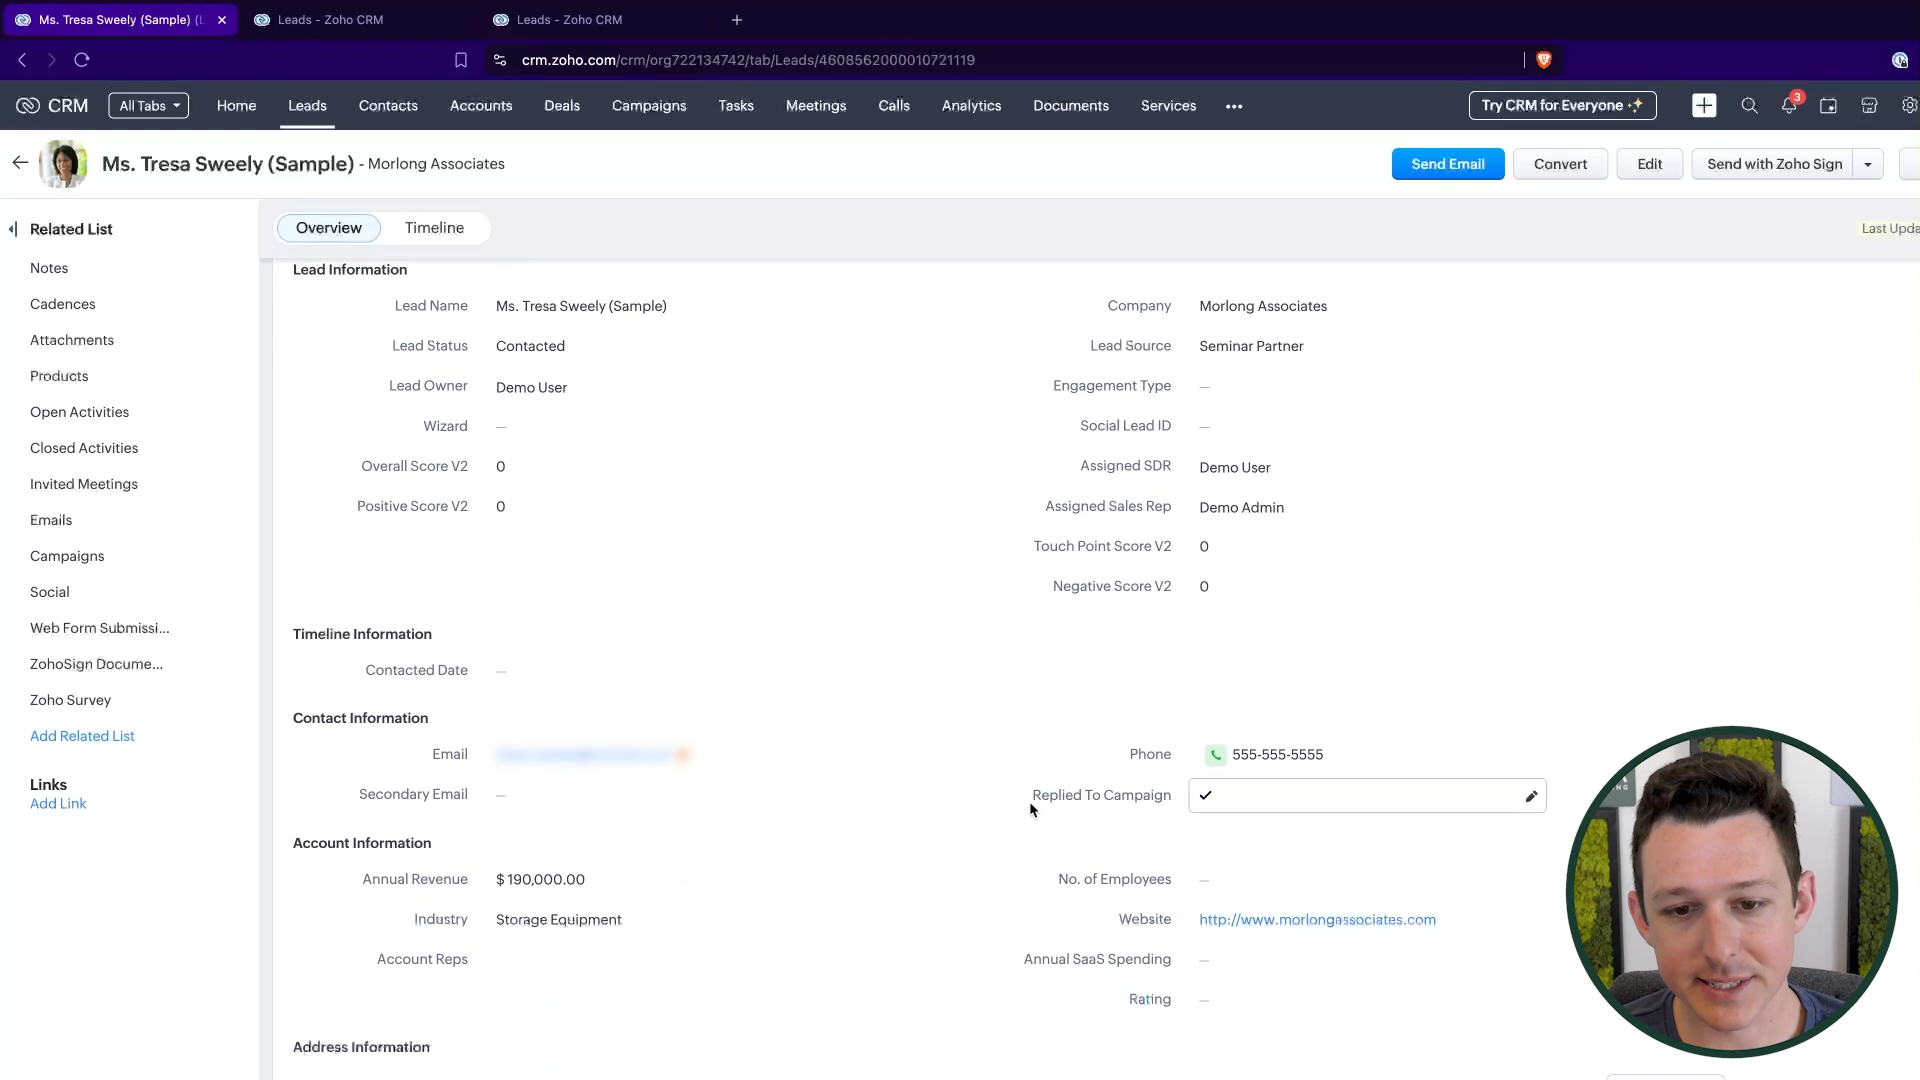 Ms. Tresa Sweely (Sample) (L
Leads - Zoho CRM
Leads - Zoho CRM
crm.zoho.com/crm/org722134742/tab/Leads/4608562000010721119
CRM
All Tabs
Home
Leads
Contacts
Accounts
Deals
Campaigns
Tasks
Meetings
Calls
Analytics
Documents
Services
Try CRM for Everyone
3
Ms. Tresa Sweely (Sample) - Morlong Associates
Send Email
Convert
Edit
Send with Zoho Sign
Related List
Notes
Cadences
Attachments
Products
Open Activities
Closed Activities
Invited Meetings
Emails
Campaigns
Social
Web Form Submissi...
ZohoSign Docume...
Zoho Survey
Add Related List
Links
Add Link
Overview
Timeline
Last Upda
Lead Information
Lead Name Ms. Tresa Sweely (Sample)
Company Morlong Associates
Lead Status Contacted
Lead Source Seminar Partner
Lead Owner Demo User
Engagement Type —
Wizard —
Social Lead ID —
Overall Score V2 0
Assigned SDR Demo User
Positive Score V2 0
Assigned Sales Rep Demo Admin
Touch Point Score V2 0
Negative Score V2 0
Timeline Information
Contacted Date —
Contact Information
Email
Phone 555-555-5555
Secondary Email —
Replied To Campaign
Account Information
Annual Revenue $ 190,000.00
No. of Employees —
Industry Storage Equipment
Website http://www.morlongassociates.com
Account Reps
Annual SaaS Spending —
Rating —
Address Information